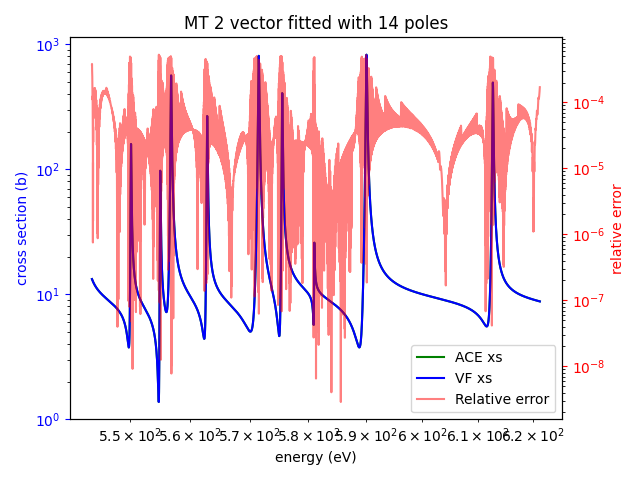 MT 2 vector fitted with 14 poles
cross section (b)
10³
10²
10¹
10⁰
10⁻⁴
10⁻⁵
10⁻⁶
10⁻⁷
10⁻⁸
relative error
ACE xs
VF xs
Relative error
5.5 × 10² 5.6 × 10² 5.7 × 10² 5.8 × 10² 5.9 × 10² 6 × 10² 6.1 × 10² 6.2 × 10²
energy (eV)